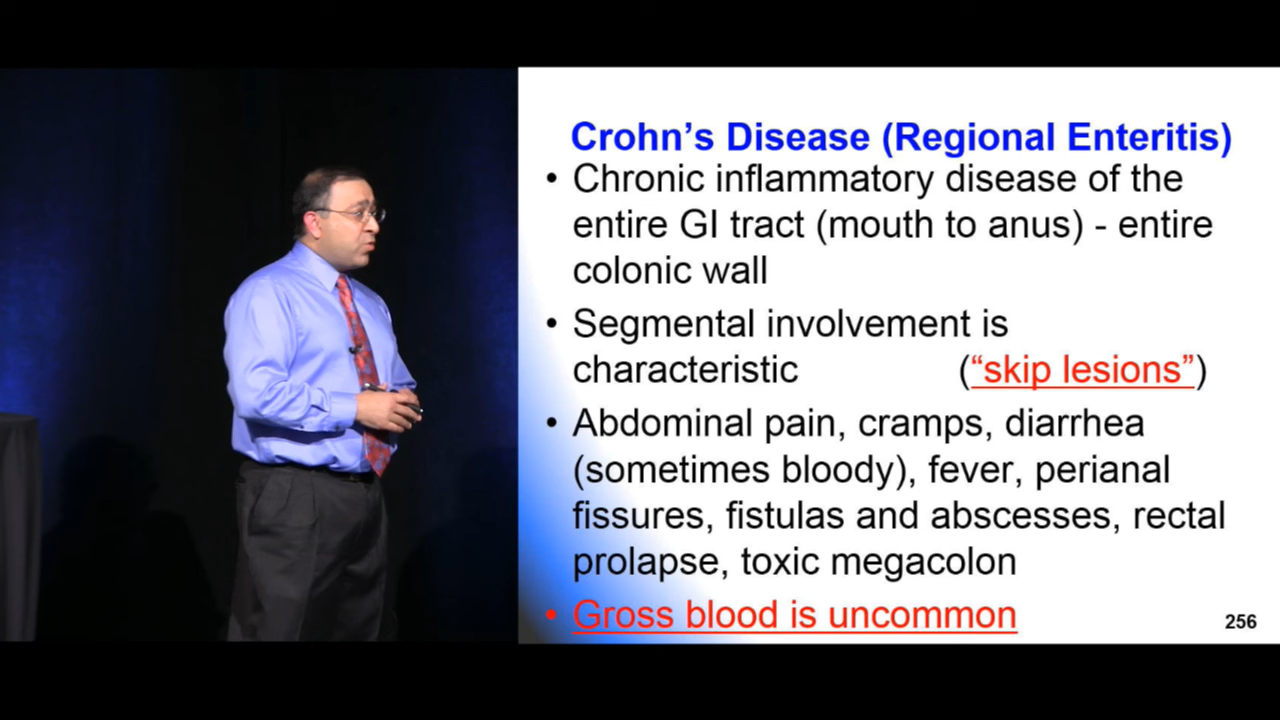 Crohn's Disease (Regional Enteritis)
• Chronic inflammatory disease of the
entire GI tract (mouth to anus) - entire
colonic wall
• Segmental involvement is
characteristic (“skip lesions”)
• Abdominal pain, cramps, diarrhea
(sometimes bloody), fever, perianal
fissures, fistulas and abscesses, rectal
prolapse, toxic megacolon
• Gross blood is uncommon
256